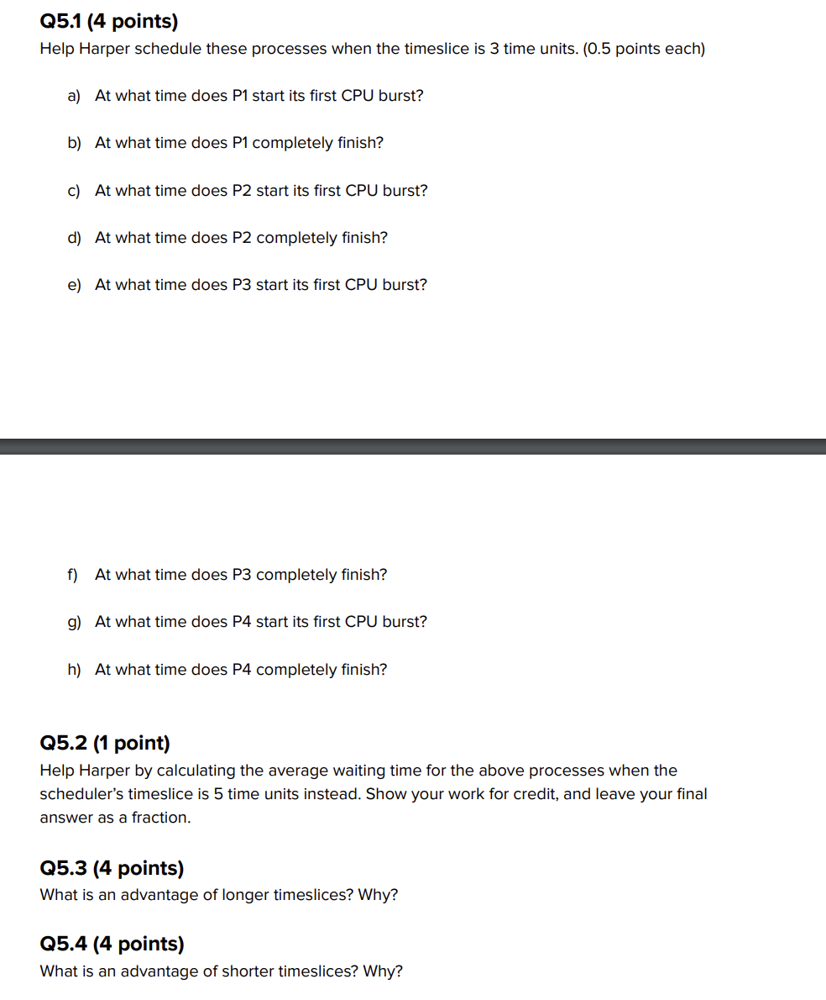 Q5.1 (4 points)
Help Harper schedule these processes when the timeslice is 3 time units. (0.5 points each)
a) At what time does P1 start its first CPU burst?
b) At what time does P1 completely finish?
c) At what time does P2 start its first CPU burst?
d) At what time does P2 completely finish?
e) At what time does P3 start its first CPU burst?
f) At what time does P3 completely finish?
g) At what time does P4 start its first CPU burst?
h) At what time does P4 completely finish?
Q5.2 (1 point)
Help Harper by calculating the average waiting time for the above processes when the
scheduler’s timeslice is 5 time units instead. Show your work for credit, and leave your final
answer as a fraction.
Q5.3 (4 points)
What is an advantage of longer timeslices? Why?
Q5.4 (4 points)
What is an advantage of shorter timeslices? Why?